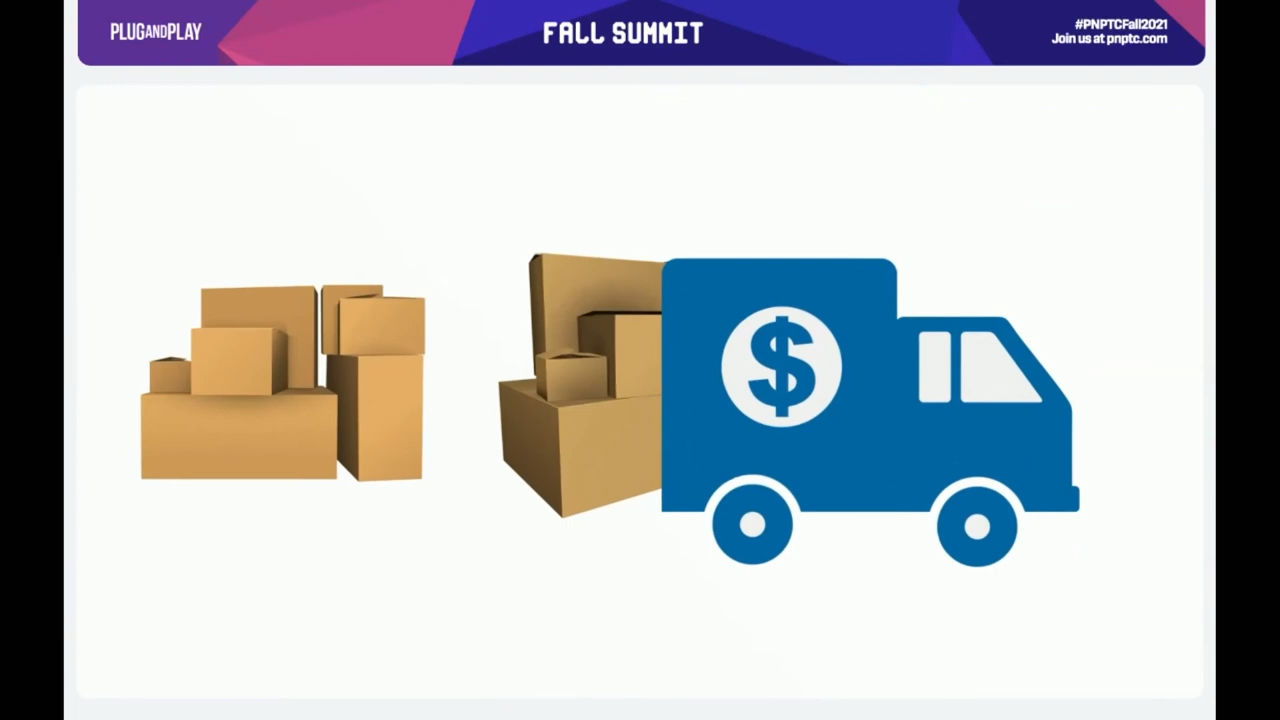 PLUGANDPLAY
FALL SUMMIT
#PNPTCFall2021
Join us at pnptc.com
$